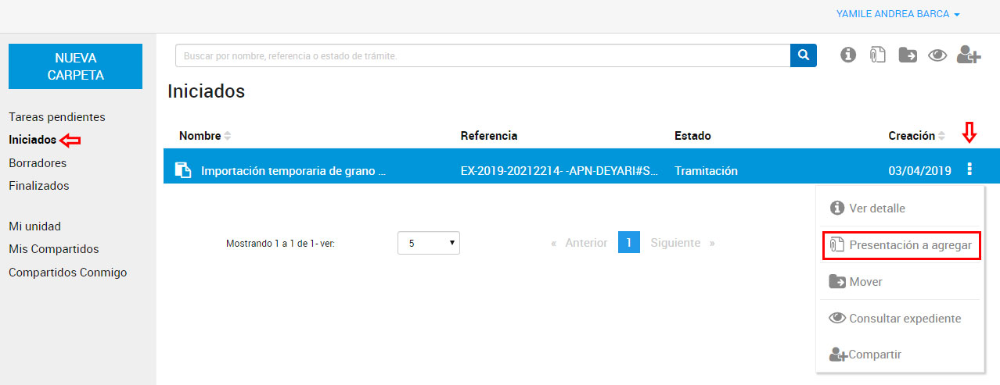 YAMILE ANDREA BARCA
NUEVA
CARPETA
Buscar por nombre, referencia o estado de trámite.
Tareas pendientes
Iniciados
Borradores
Finalizados
Mi unidad
Mis Compartidos
Compartidos Conmigo
Iniciados
Nombre Referencia Estado Creación
Importación temporaria de grano ... EX-2019-20212214- -APN-DEYARI#S... Tramitación 03/04/2019
Mostrando 1 a 1 de 1- ver: 5 « Anterior 1 Siguiente »
Ver detalle
Presentación a agregar
Mover
Consultar expediente
Compartir